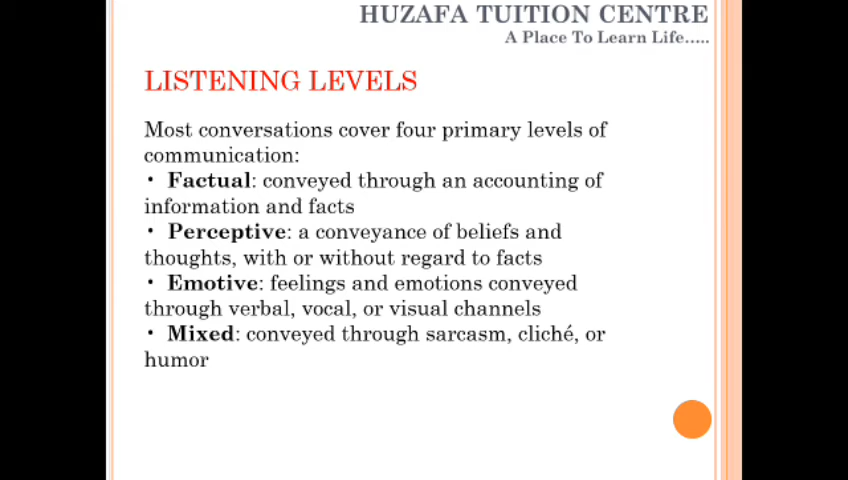 HUZAFA TUITION CENTRE
A Place To Learn Life.....
LISTENING LEVELS
Most conversations cover four primary levels of
communication:
• Factual: conveyed through an accounting of
information and facts
• Perceptive: a conveyance of beliefs and
thoughts, with or without regard to facts
• Emotive: feelings and emotions conveyed
through verbal, vocal, or visual channels
• Mixed: conveyed through sarcasm, cliché, or
humor